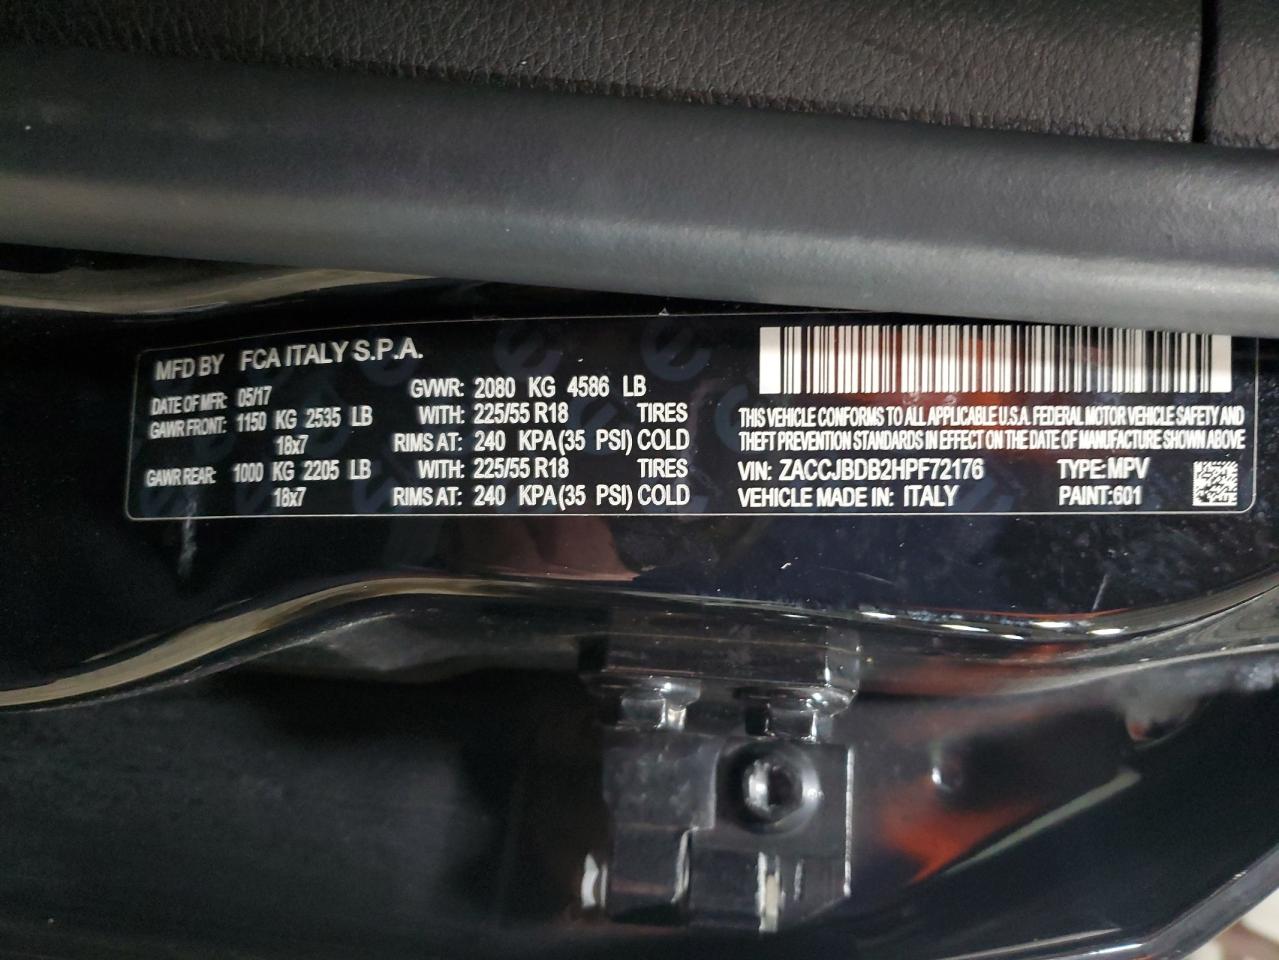 MFD BY FCA ITALY S.P.A.
DATE OF MFR: 05/17 GVWR: 2080 KG 4586 LB
GAWR FRONT: 1150 KG 2535 LB WITH: 225/55 R18 TIRES
18x7 RIMS AT: 240 KPA(35 PSI) COLD
GAWR REAR: 1000 KG 2205 LB WITH: 225/55 R18 TIRES
18x7 RIMS AT: 240 KPA(35 PSI) COLD
THIS VEHICLE CONFORMS TO ALL APPLICABLE U.S.A. FEDERAL MOTOR VEHICLE SAFETY AND
THEFT PREVENTION STANDARDS IN EFFECT ON THE DATE OF MANUFACTURE SHOWN ABOVE
VIN: ZACCJBDB2HPF72176 TYPE:MPV
VEHICLE MADE IN: ITALY PAINT:601